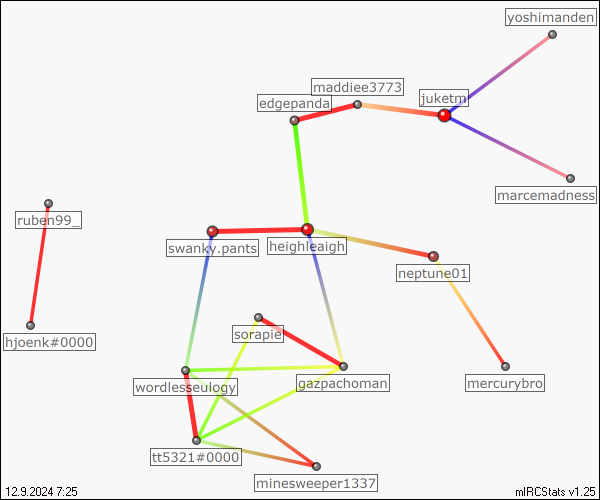 yoshimanden
maddiee3773
juketm
edgepanda
marcemadness
ruben99_
swanky.pants
heighleaigh
neptune01
sorapie
hjoenk#0000
wordlesseulogy
gazpachoman
mercurybro
tt5321#0000
minesweeper1337
12.9.2024 7:25
mIRCStats v1.25